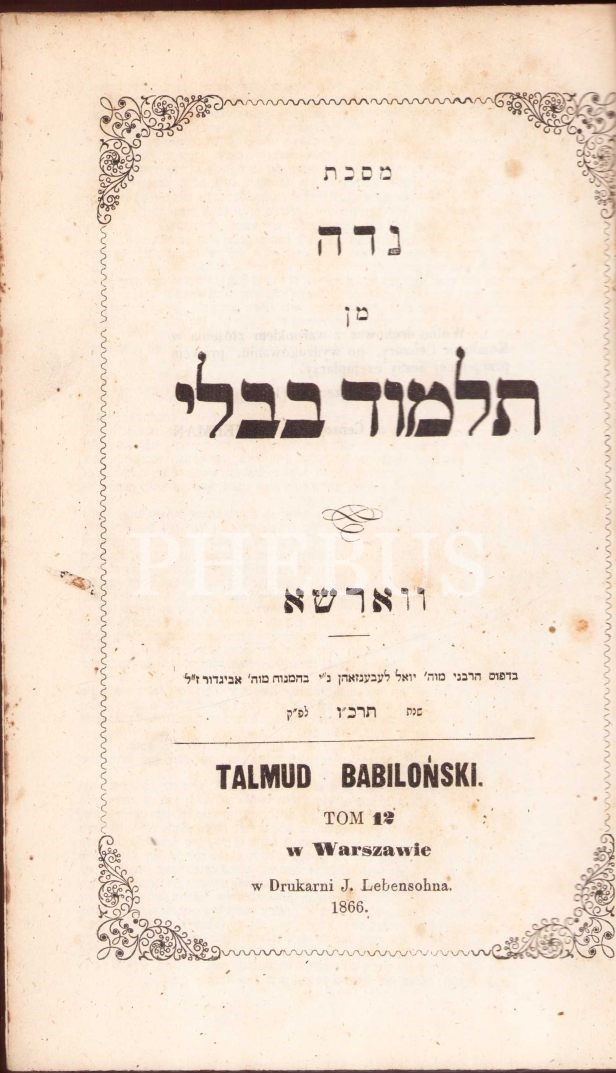 מסכת
נדה
מן
תלמוד בבלי
PHEBUS
ווארשא
בדפוס הרבני מוה' יואל לעבענזאהן נ"י בהמנוח מוה' אביגדור ז"ל
שנת תרכ"ו לפ"ק
TALMUD BABILOŃSKI.
TOM 12
w Warszawie
w Drukarni J. Lebensohna.
1866.